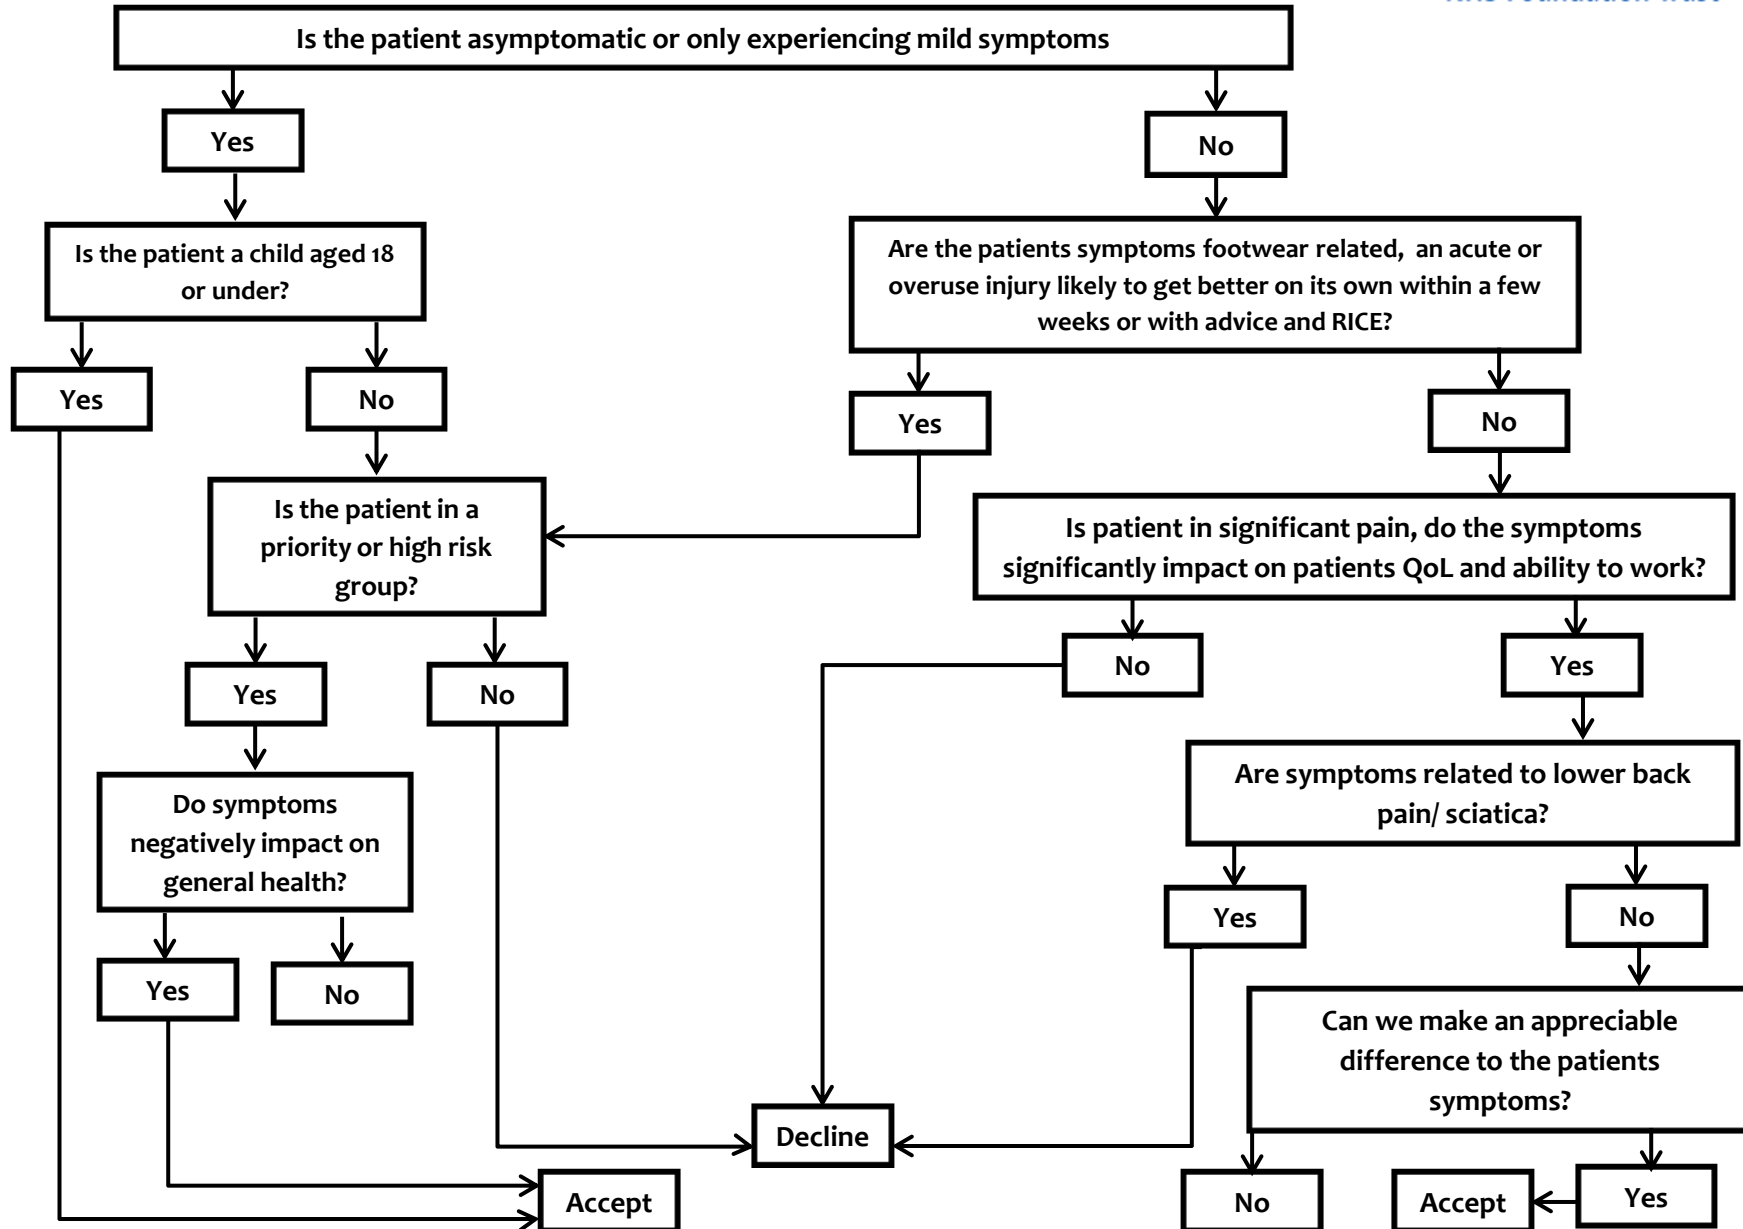 Is the patient asymptomatic or only experiencing mild symptoms
Yes
No
Is the patient a child aged 18
or under?
Are the patients symptoms footwear related, an acute or
overuse injury likely to get better on its own within a few
weeks or with advice and RICE?
Yes
No
Yes
No
Is the patient in a
priority or high risk
group?
Is patient in significant pain, do the symptoms
significantly impact on patients QoL and ability to work?
Yes
No
No
Yes
Do symptoms
negatively impact on
general health?
Are symptoms related to lower back
pain/ sciatica?
Yes
No
Yes
No
Can we make an appreciable
difference to the patients
symptoms?
Decline
Accept
No
Accept
Yes